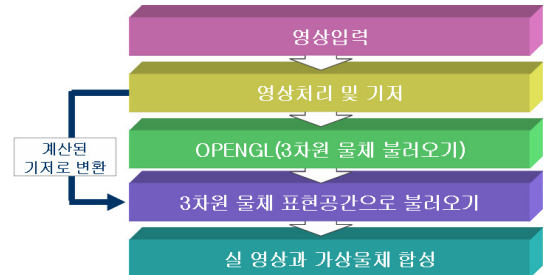 영상입력
영상처리 및 기저
OPENGL(3차원 물체 불러오기)
계산된
기저로 변환
3차원 물체 표현공간으로 불러오기
실 영상과 가상물체 합성